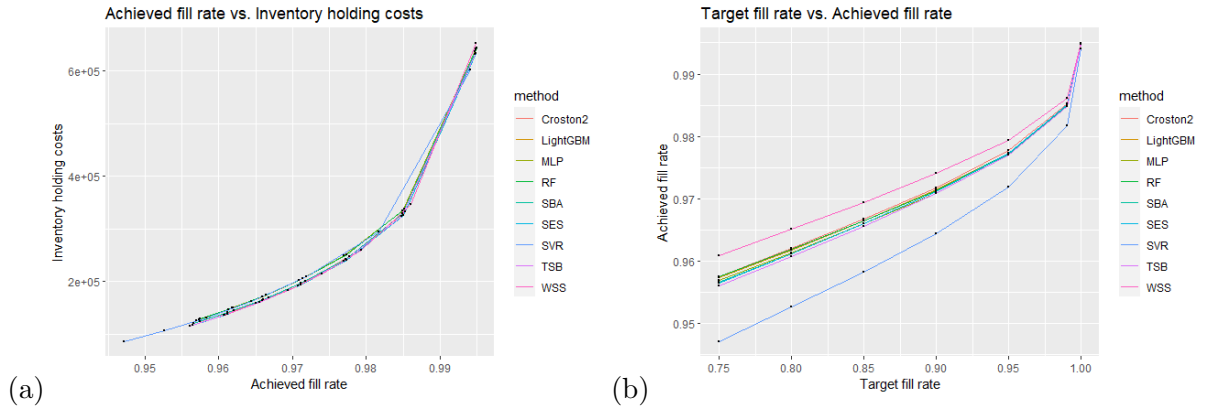 Achieved fill rate vs. Inventory holding costs
6e+05
4e+05
2e+05
Inventory holding costs
0.95
0.96
0.97
0.98
0.99
Achieved fill rate
method
Croston2
LightGBM
MLP
RF
SBA
SES
SVR
TSB
WSS
(a)
Target fill rate vs. Achieved fill rate
0.99
0.98
0.97
0.96
0.95
Achieved fill rate
0.75
0.80
0.85
0.90
0.95
1.00
Target fill rate
method
Croston2
LightGBM
MLP
RF
SBA
SES
SVR
TSB
WSS
(b)